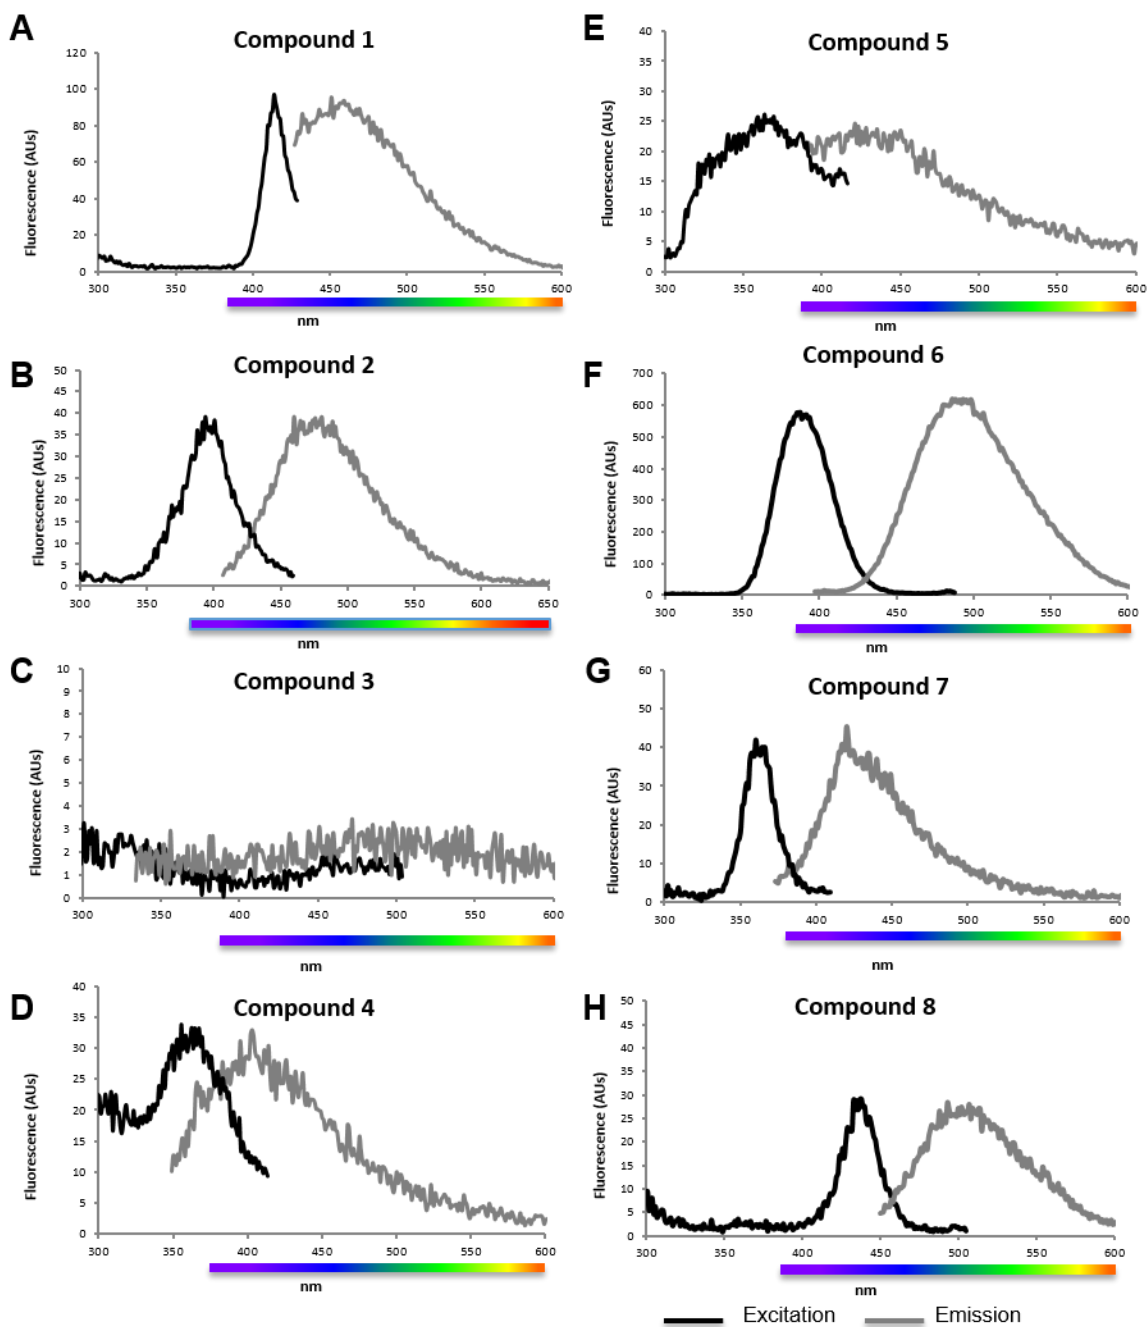 A
Compound 1
Fluorescence (AUs)
120
100
80
60
40
20
0
300 350 400 450 500 550 600
nm
B
Compound 2
Fluorescence (AUs)
50
45
40
35
30
25
20
15
10
5
0
300 350 400 450 500 550 600 650
nm
C
Compound 3
Fluorescence (AUs)
10
9
8
7
6
5
4
3
2
1
0
300 350 400 450 500 550 600
nm
D
Compound 4
Fluorescence (AUs)
40
35
30
25
20
15
10
5
0
300 350 400 450 500 550 600
nm
E
Compound 5
Fluorescence (AUs)
40
35
30
25
20
15
10
5
0
300 350 400 450 500 550 600
nm
F
Compound 6
Fluorescence (AUs)
700
600
500
400
300
200
100
0
300 350 400 450 500 550 600
nm
G
Compound 7
Fluorescence (AUs)
60
50
40
30
20
10
0
300 350 400 450 500 550 600
nm
H
Compound 8
Fluorescence (AUs)
50
45
40
35
30
25
20
15
10
5
0
300 350 400 450 500 550 600
nm
Excitation Emission